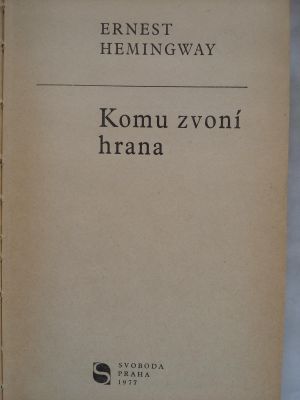 ERNEST
HEMINGWAY
Komu zvoní
hrana
S
SVOBODA
PRAHA
1977